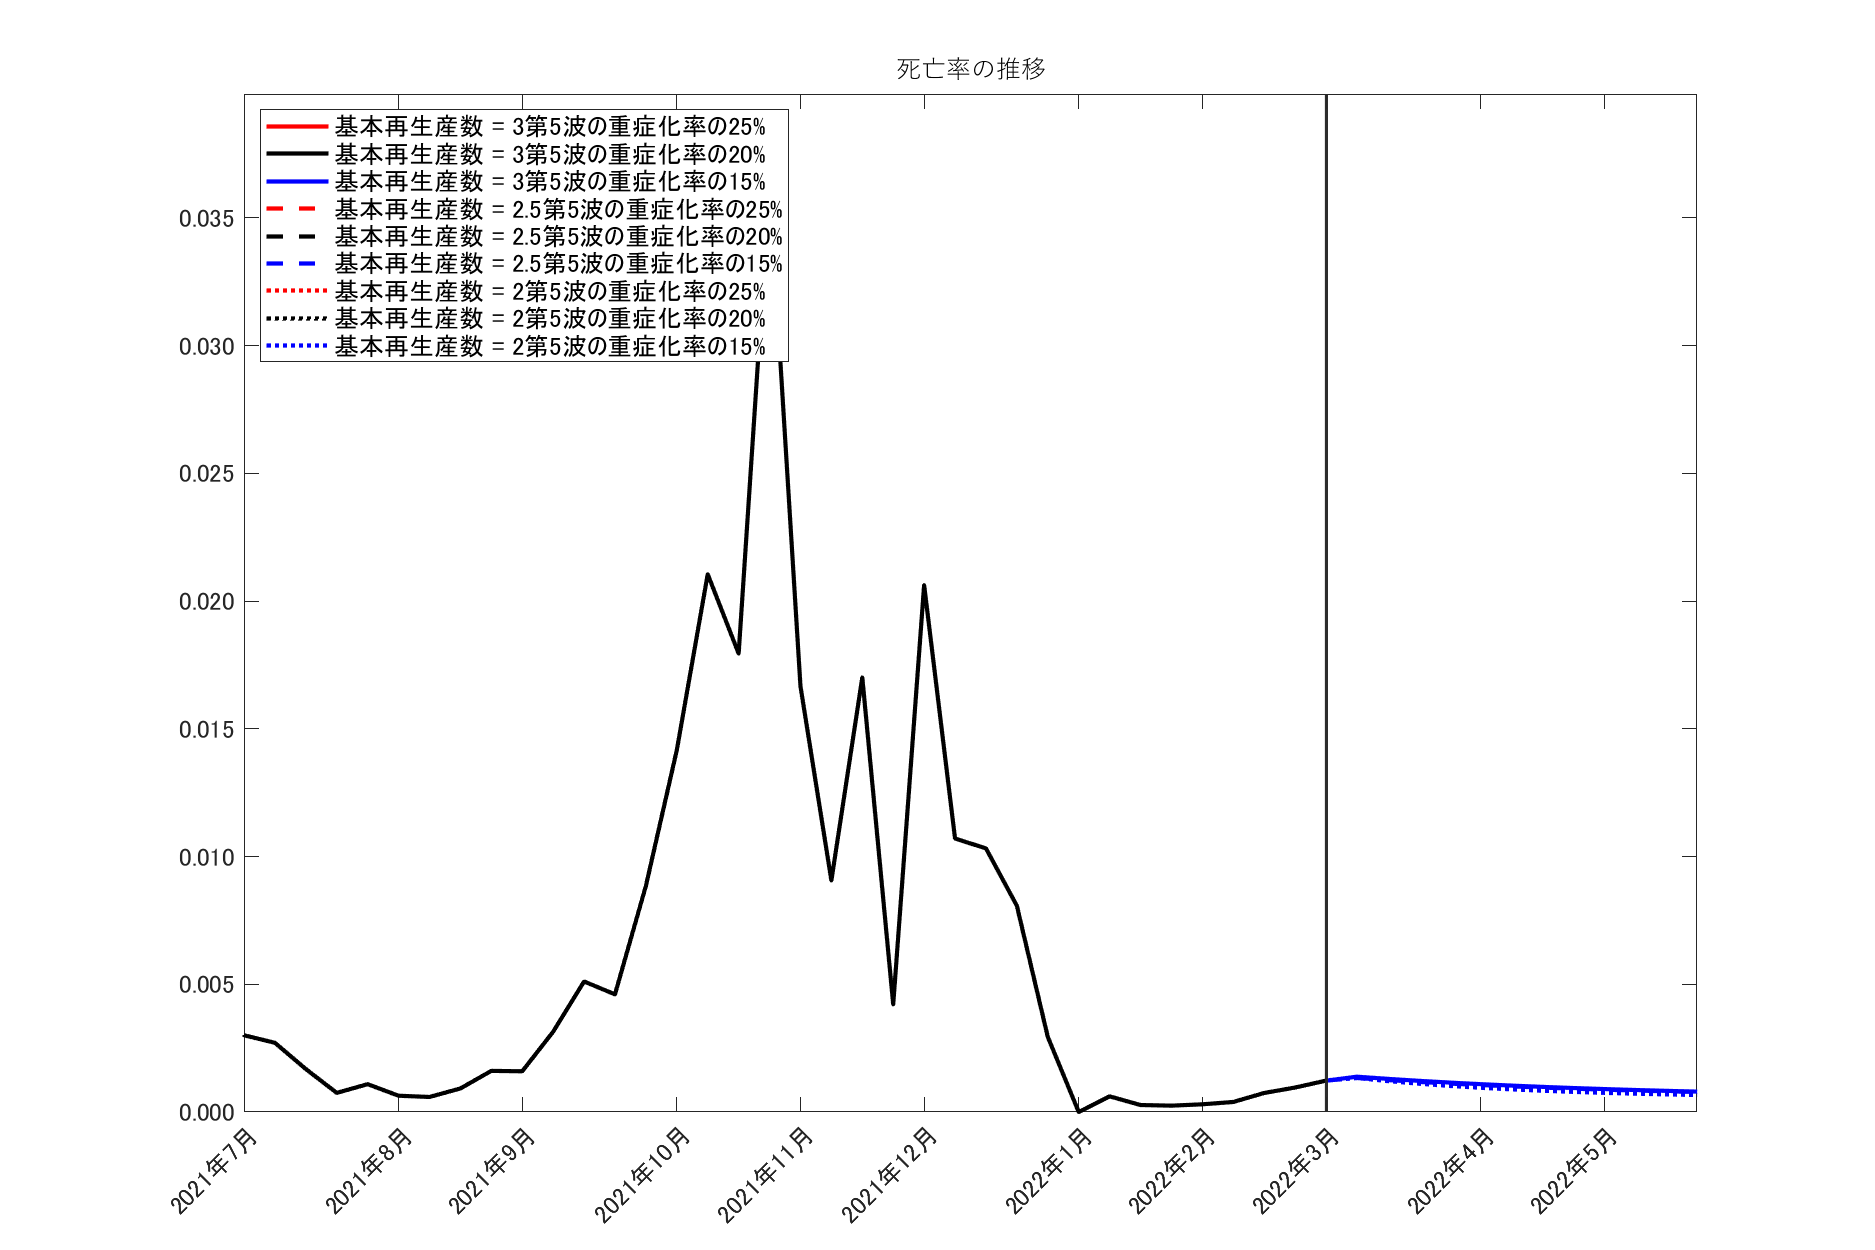 死亡率の推移
基本再生産数 = 3第5波の重症化率の25%
基本再生産数 = 3第5波の重症化率の20%
基本再生産数 = 3第5波の重症化率の15%
基本再生産数 = 2.5第5波の重症化率の25%
基本再生産数 = 2.5第5波の重症化率の20%
基本再生産数 = 2.5第5波の重症化率の15%
基本再生産数 = 2第5波の重症化率の25%
基本再生産数 = 2第5波の重症化率の20%
基本再生産数 = 2第5波の重症化率の15%
0.035
0.030
0.025
0.020
0.015
0.010
0.005
0.000
2021年7月
2021年8月
2021年9月
2021年10月
2021年11月
2021年12月
2022年1月
2022年2月
2022年3月
2022年4月
2022年5月